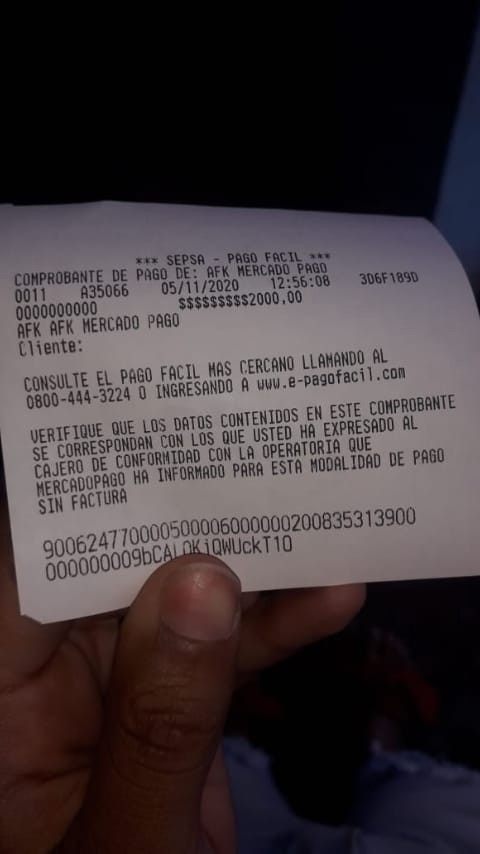 *** SEPSA - PAGO FACIL ***
COMPROBANTE DE PAGO DE: AFK MERCADO PAGO
0011 A35066 05/11/2020 12:56:08 3D6F189D
0000000000 $$$$$$$$$2000,00
AFK AFK MERCADO PAGO
Cliente:
CONSULTE EL PAGO FACIL MAS CERCANO LLAMANDO AL
0800-444-3224 O INGRESANDO A www.e-pagofacil.com
VERIFIQUE QUE LOS DATOS CONTENIDOS EN ESTE COMPROBANTE
SE CORRESPONDAN CON LOS QUE USTED HA EXPRESADO AL
CAJERO DE CONFORMIDAD CON LA OPERATORIA QUE
MERCADOPAGO HA INFORMADO PARA ESTA MODALIDAD DE PAGO
SIN FACTURA
900624770000500006000000200835313900